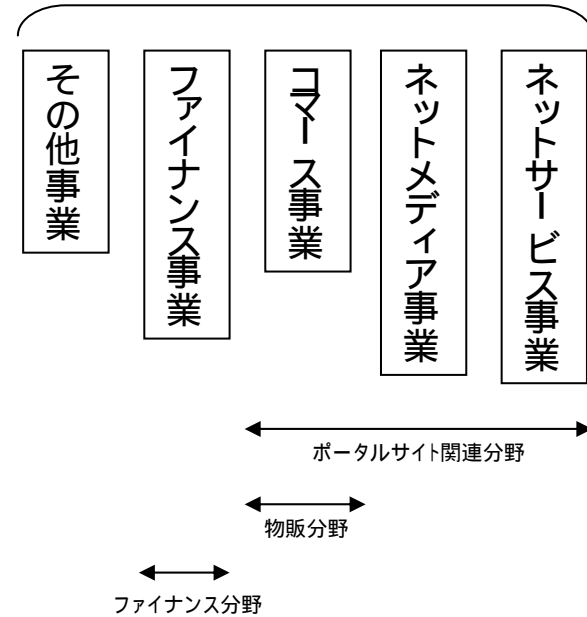 ネットサービス事業
ネットメディア事業
コマース事業
ファイナンス事業
その他事業
ポータルサイト関連分野
物販分野
ファイナンス分野